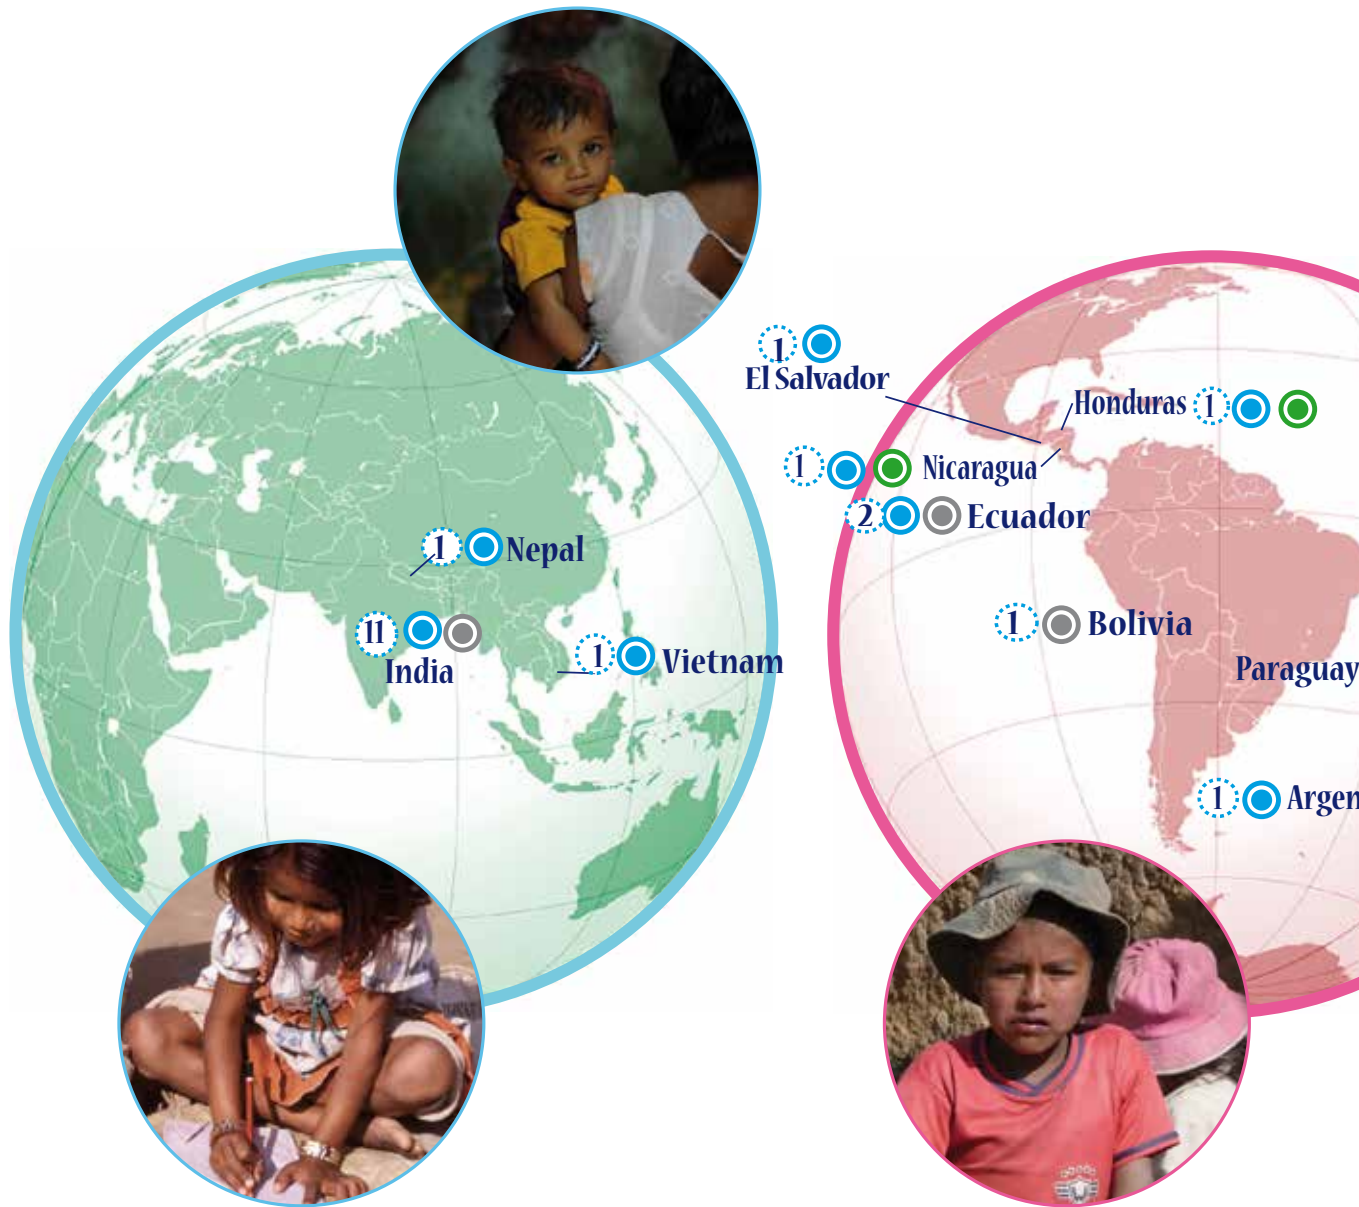 1
El Salvador
Honduras 1
1 Nicaragua
2 Ecuador
1 Nepal
11
India
1 Vietnam
1 Bolivia
Paraguay
1 Argen